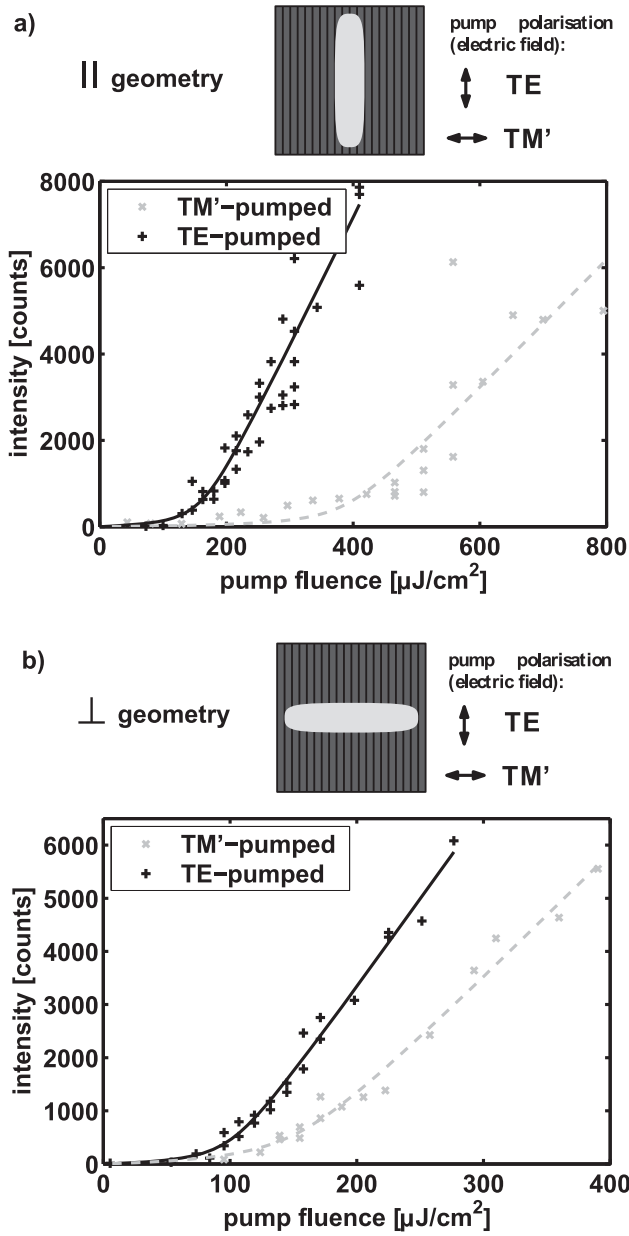 a)
|| geometry
pump polarisation
(electric field):
TE
TM'
8000
6000
4000
2000
0
intensity [counts]
TM'-pumped
TE-pumped
0 200 400 600 800
pump fluence [µJ/cm²]
b)
⊥ geometry
pump polarisation
(electric field):
TE
TM'
6000
5000
4000
3000
2000
1000
0
intensity [counts]
TM'-pumped
TE-pumped
0 100 200 300 400
pump fluence [µJ/cm²]